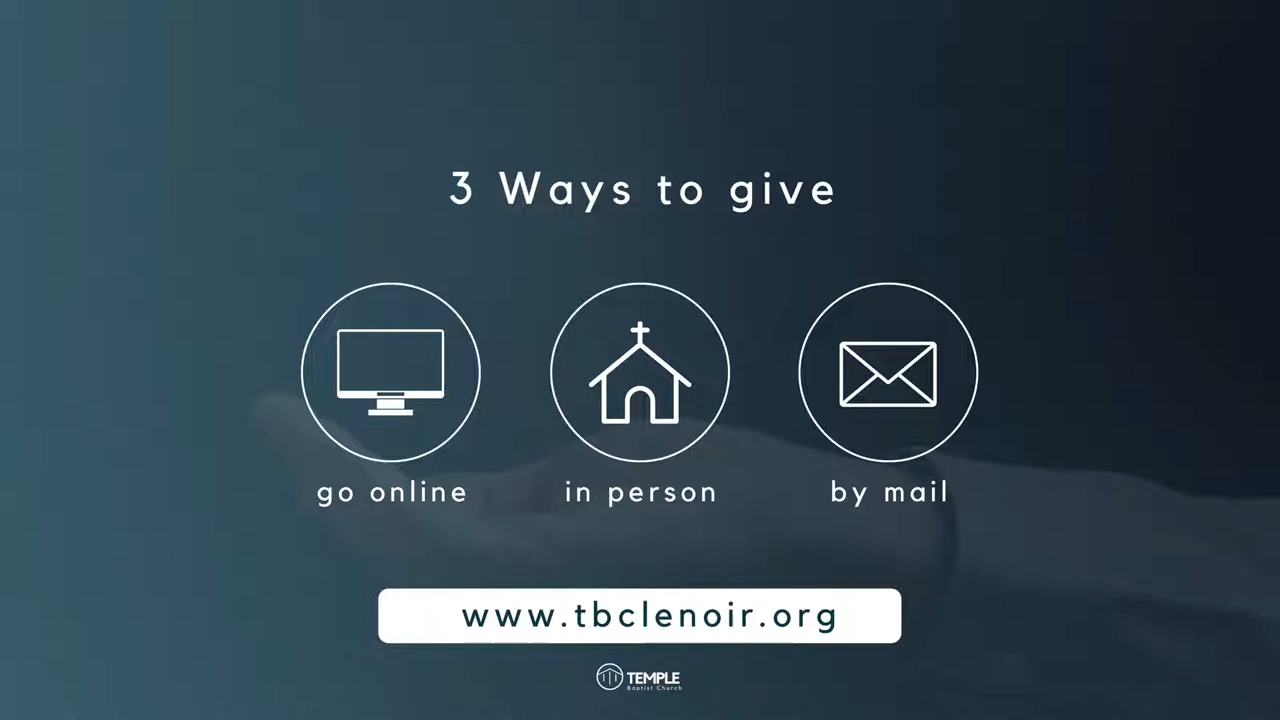 3 Ways to give
go online
in person
by mail
www.tbclenoir.org
TEMPLE
Baptist Church